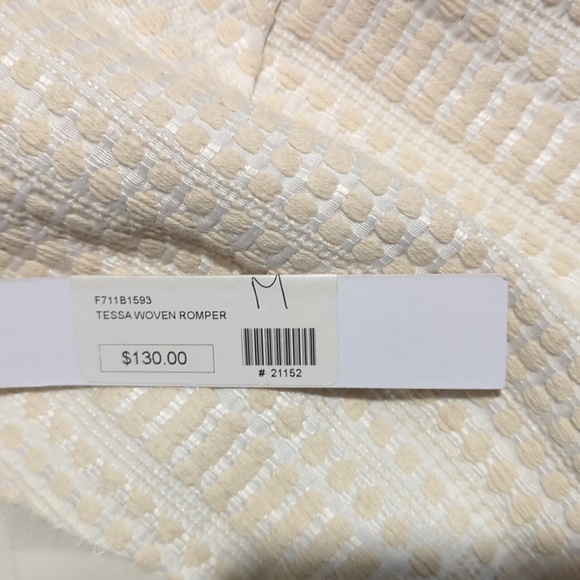 M
F711B1593
TESSA WOVEN ROMPER
$130.00
# 21152